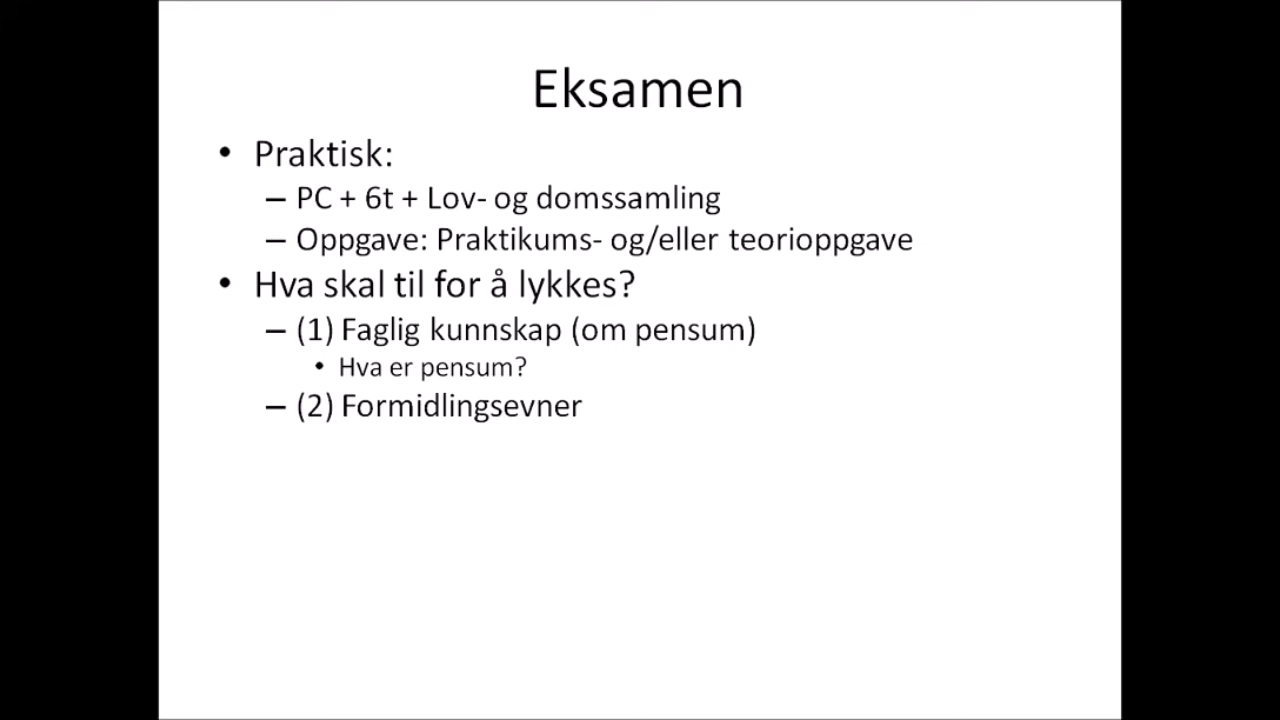 Eksamen
• Praktisk:
– PC + 6t + Lov- og domssamling
– Oppgave: Praktikums- og/eller teorioppgave
• Hva skal til for å lykkes?
– (1) Faglig kunnskap (om pensum)
• Hva er pensum?
– (2) Formidlingsevner